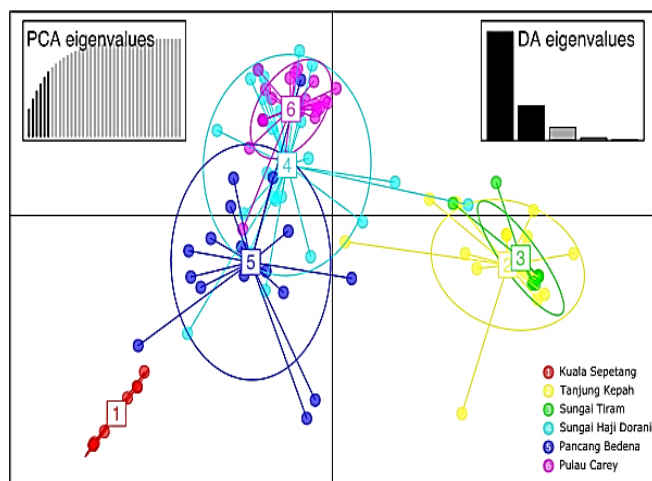 PCA eigenvalues
DA eigenvalues
6
4
5
2
3
1
1 Kuala Sepetang
2 Tanjung Kepah
3 Sungai Tiram
4 Sungai Haji Dorani
5 Pancang Bedena
6 Pulau Carey